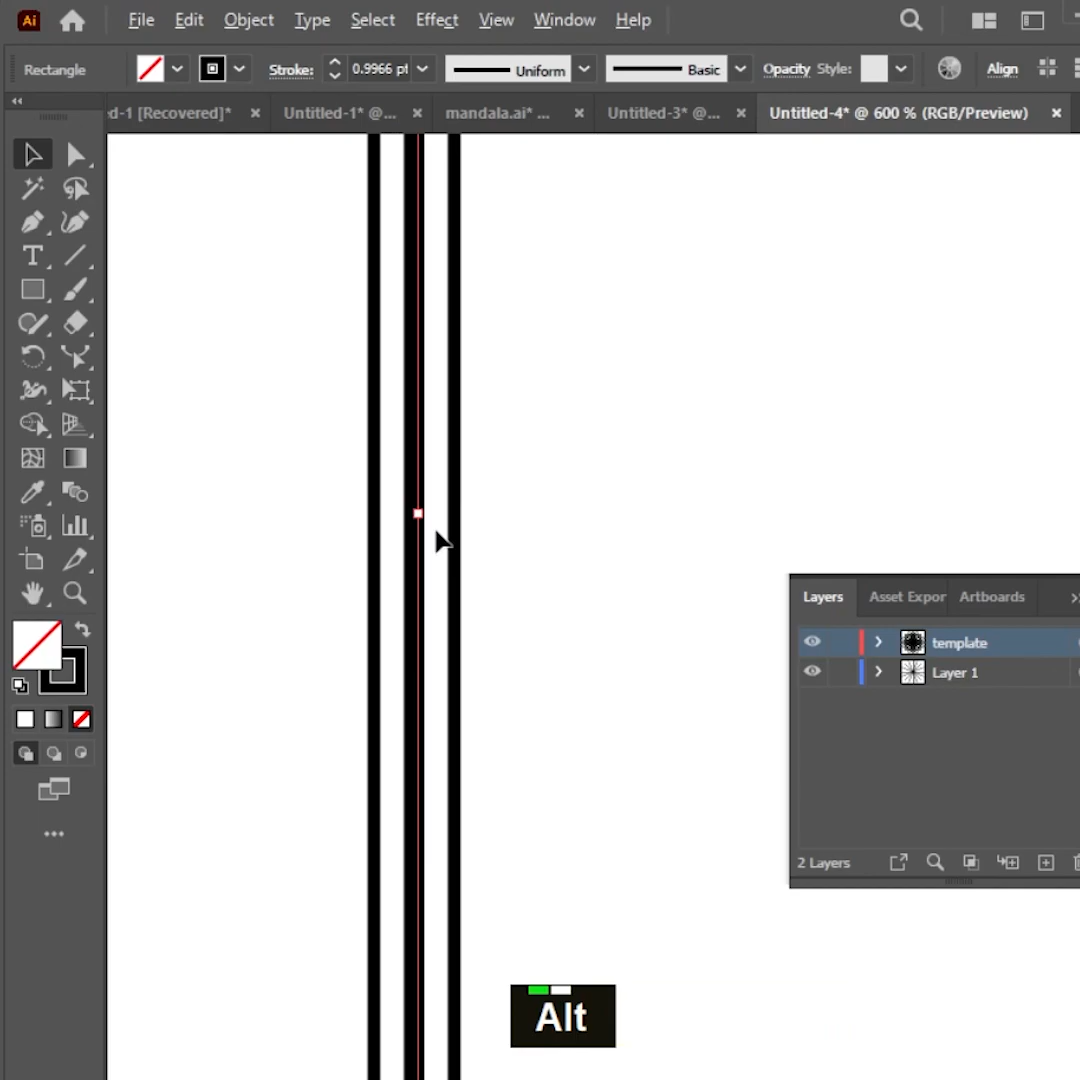 Ai File Edit Object Type Select Effect View Window Help
Rectangle Stroke: 0.9966 pt Uniform Basic Opacity Style: Align
ed-1 [Recovered]* × Untitled-1* @... × mandala.ai* ... × Untitled-3* @... × Untitled-4* @ 600 % (RGB/Preview) ×
Layers Asset Expor Artboards
template
Layer 1
2 Layers
Alt